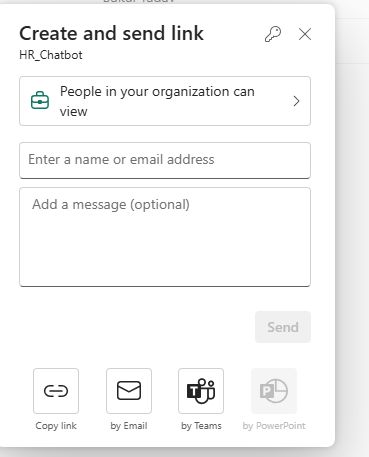 Create and send link
HR_Chatbot
People in your organization can
view
Enter a name or email address
Add a message (optional)
Send
Copy link
by Email
by Teams
by PowerPoint